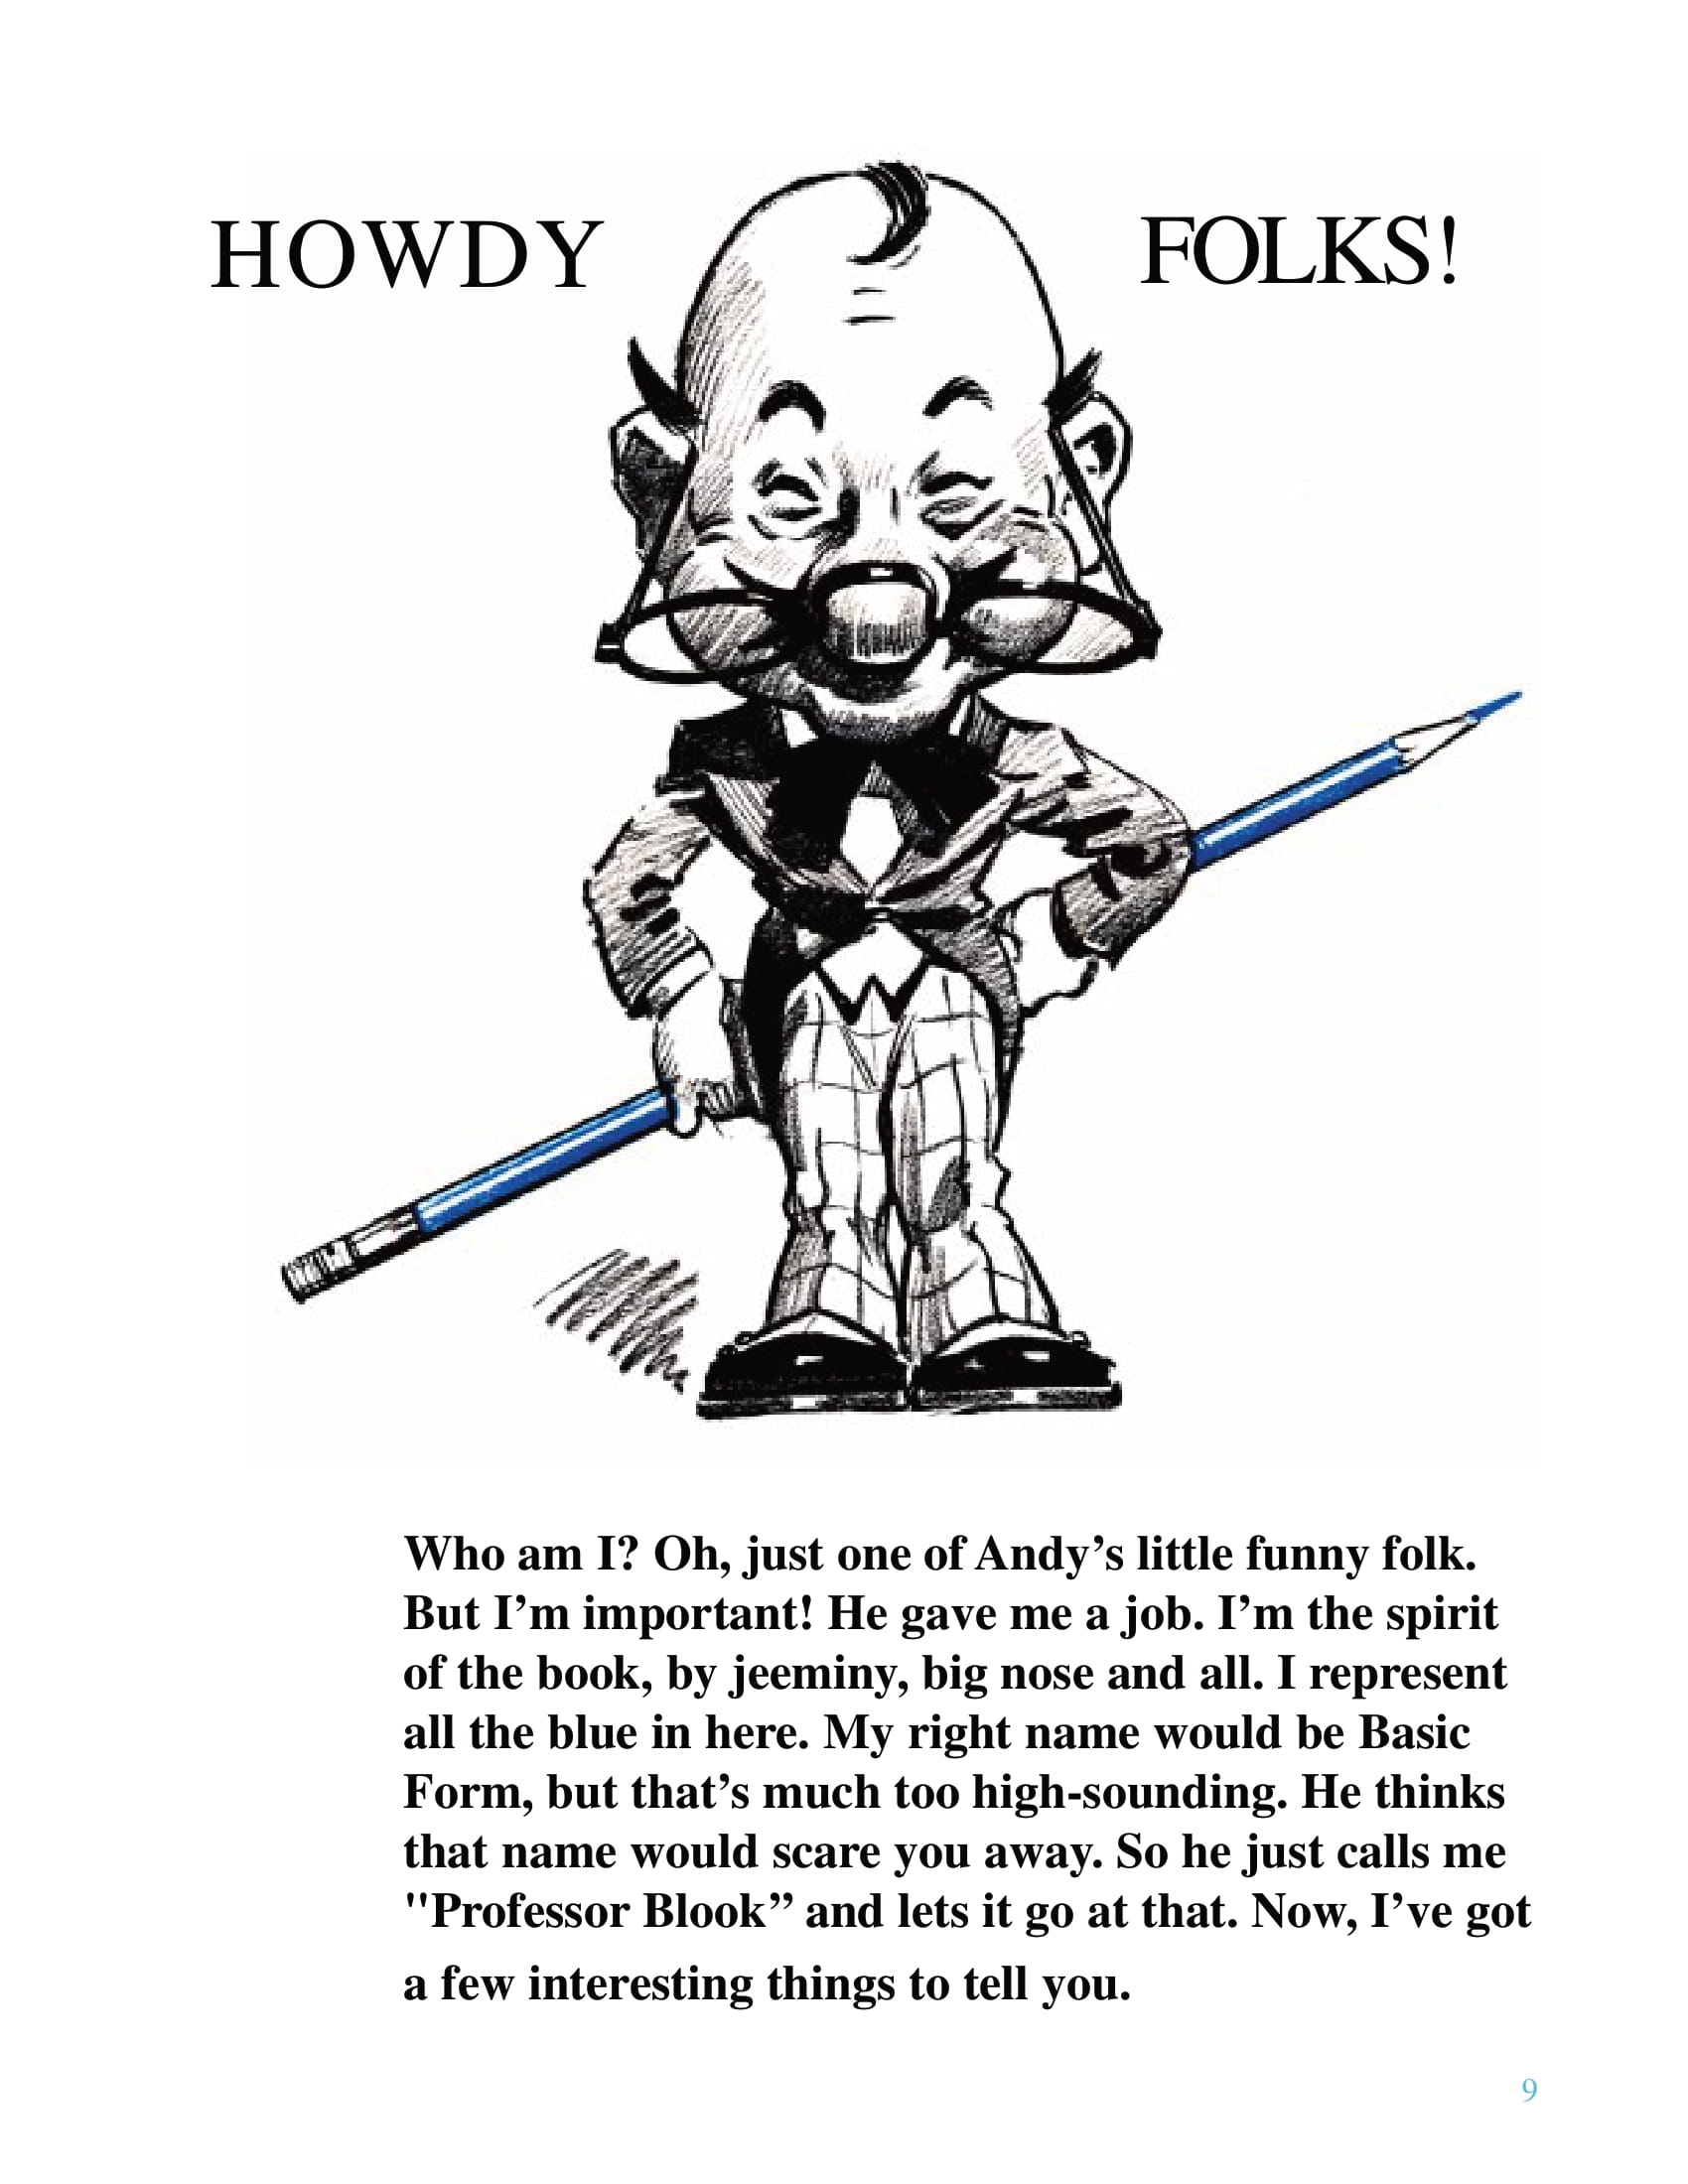 HOWDY FOLKS!
Who am I? Oh, just one of Andy’s little funny folk.
But I’m important! He gave me a job. I’m the spirit
of the book, by jeeminy, big nose and all. I represent
all the blue in here. My right name would be Basic
Form, but that’s much too high-sounding. He thinks
that name would scare you away. So he just calls me
"Professor Blook” and lets it go at that. Now, I’ve got
a few interesting things to tell you.
9